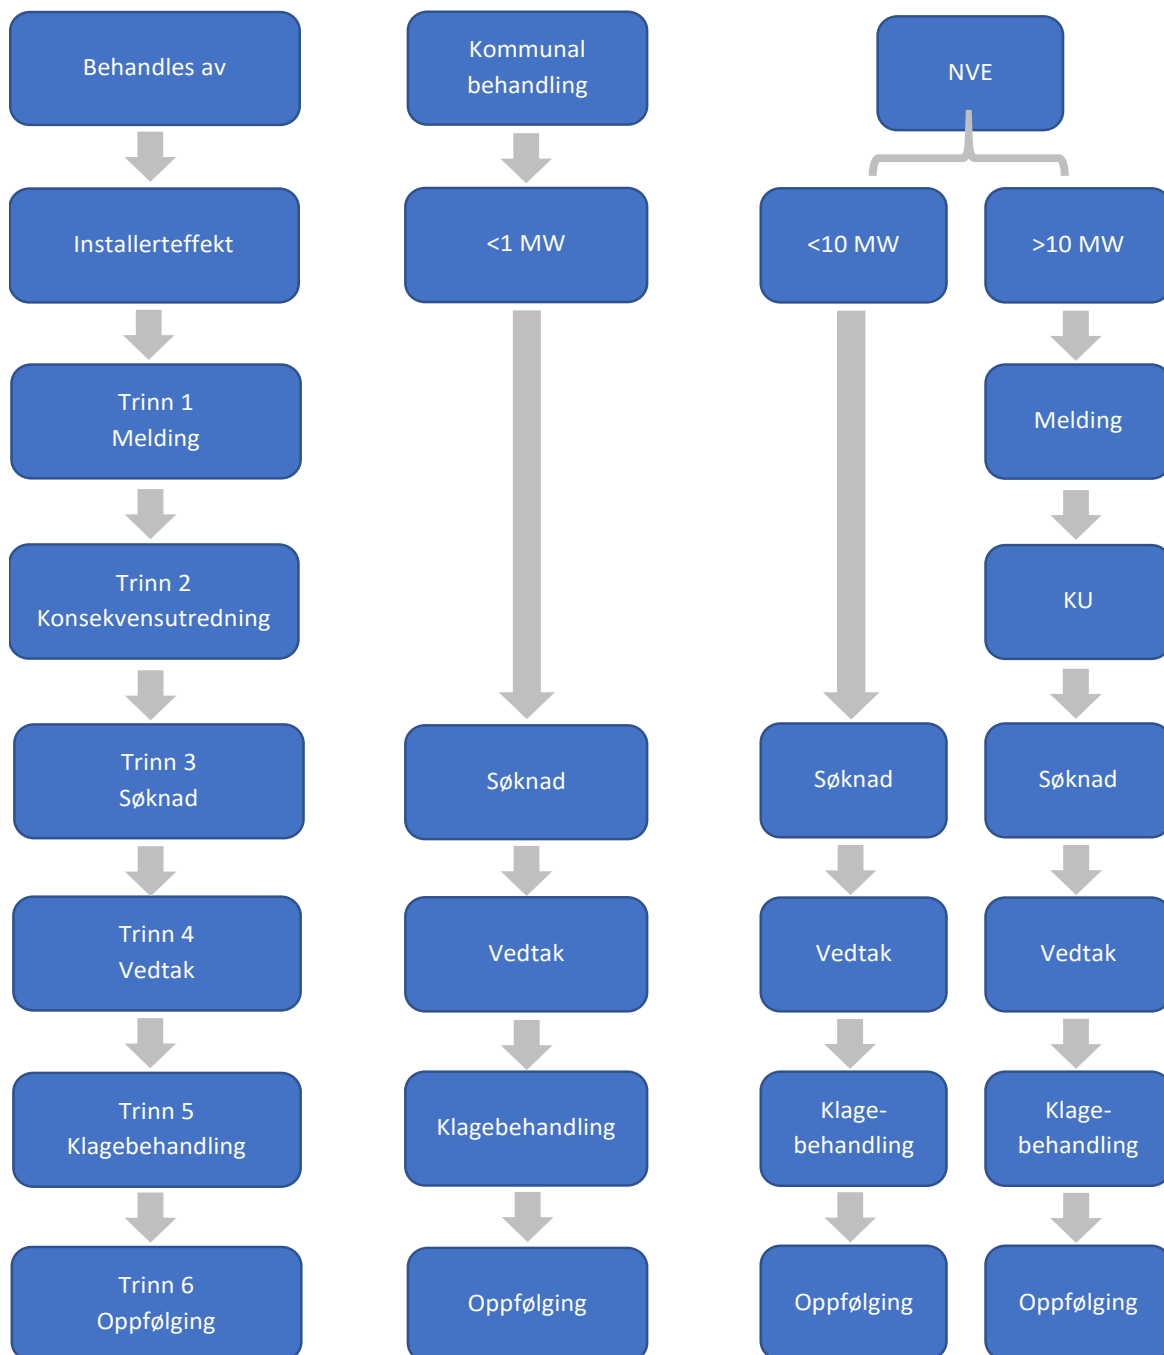 Behandles av
Kommunal
behandling
NVE
Installerteffekt
<1 MW
<10 MW
>10 MW
Trinn 1
Melding
Melding
Trinn 2
Konsekvensutredning
KU
Trinn 3
Søknad
Søknad
Søknad
Søknad
Trinn 4
Vedtak
Vedtak
Vedtak
Vedtak
Trinn 5
Klagebehandling
Klagebehandling
Klage-
behandling
Klage-
behandling
Trinn 6
Oppfølging
Oppfølging
Oppfølging
Oppfølging